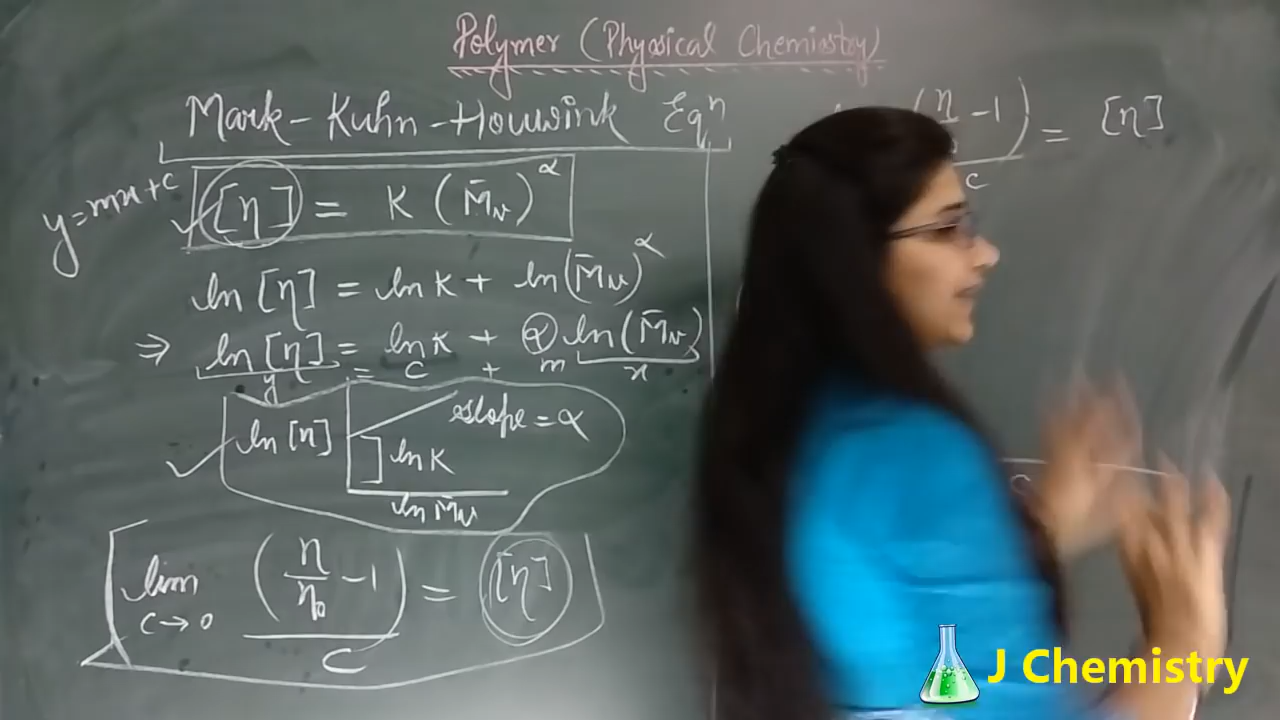 Polymer (Physical Chemistry)
Mark-Kuhn-Houwink Eqⁿ
y=mx+c
[η] = K (M̄v)^α
ln [η] = ln K + ln (M̄v)^α
⇒ ln [η] = ln K + α ln (M̄v)
y = c + m x
ln [η]
slope = α
ln K
ln M̄v
lim c→0 (η/η₀ - 1)/c = [η]
-1) / c = [η]
J Chemistry